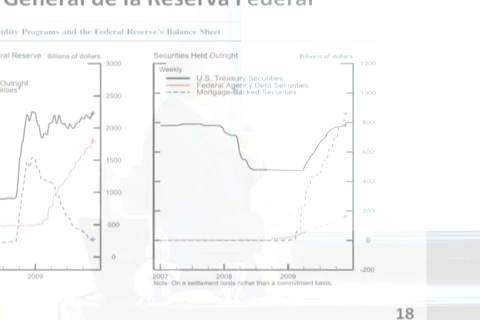 General de la Reserva Federal
idity Programs and the Federal Reserve's Balance Sheet
ral Reserve Billions of dollars
Outright
3000
2500
2000
1500
1000
500
0
2009
Securities Held Outright Billions of dollars
Weekly
U.S. Treasury Securities
Federal Agency Debt Securities
Mortgage-Backed Securities
1200
1000
800
600
400
200
0
-200
2007 2008 2009
Note: On a settlement basis rather than a commitment basis.
18